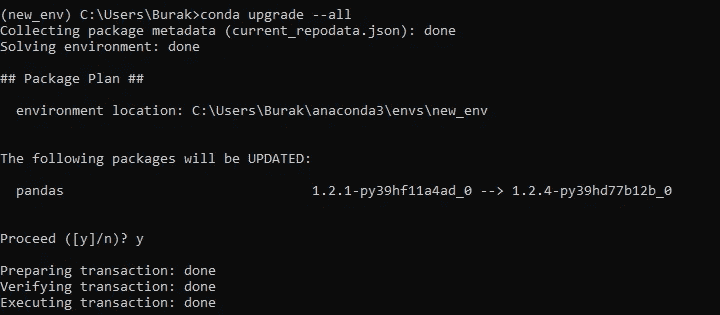 (new_env) C:\Users\Burak>conda upgrade --all
Collecting package metadata (current_repodata.json): done
Solving environment: done
## Package Plan ##
environment location: C:\Users\Burak\anaconda3\envs\new_env
The following packages will be UPDATED:
pandas 1.2.1-py39hf11a4ad_0 --> 1.2.4-py39hd77b12b_0
Proceed ([y]/n)? y
Preparing transaction: done
Verifying transaction: done
Executing transaction: done